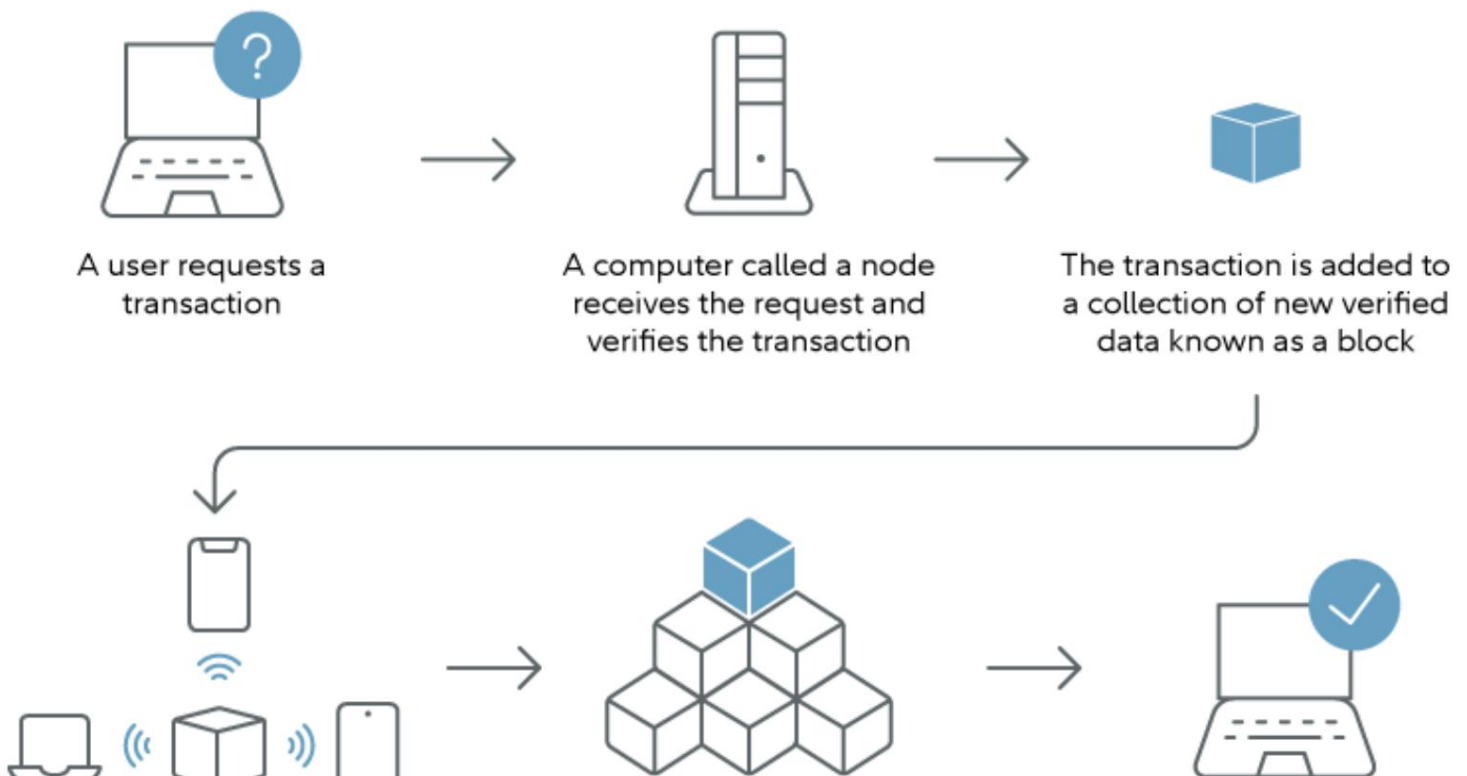 ?
A user requests a
transaction
A computer called a node
receives the request and
verifies the transaction
The transaction is added to
a collection of new verified
data known as a block